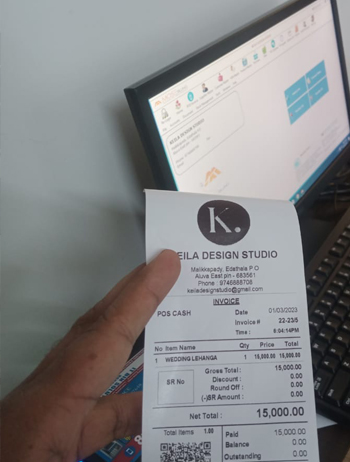 K.
EILA DESIGN STUDIO
Malikkepady, Edathala P.O
Aluva East pin - 683561
Phone : 9746888708
keiladesignstudio@gmail.com
INVOICE
POS CASH Date 01/03/2023
Invoice # 22-23/5
Time : 6:04:14PM
No Item Name Qty Price Total
1 WEDDING LEHANGA 1 15,000.00 15,000.00
SR No
Gross Total : 15,000.00
Discount : 0.00
Round Off : 0.00
(-)SR Amount : 0.00
Net Total : 15,000.00
Total Items 1.00
Paid 15,000.00
Balance 0.00
Outstanding 0.00